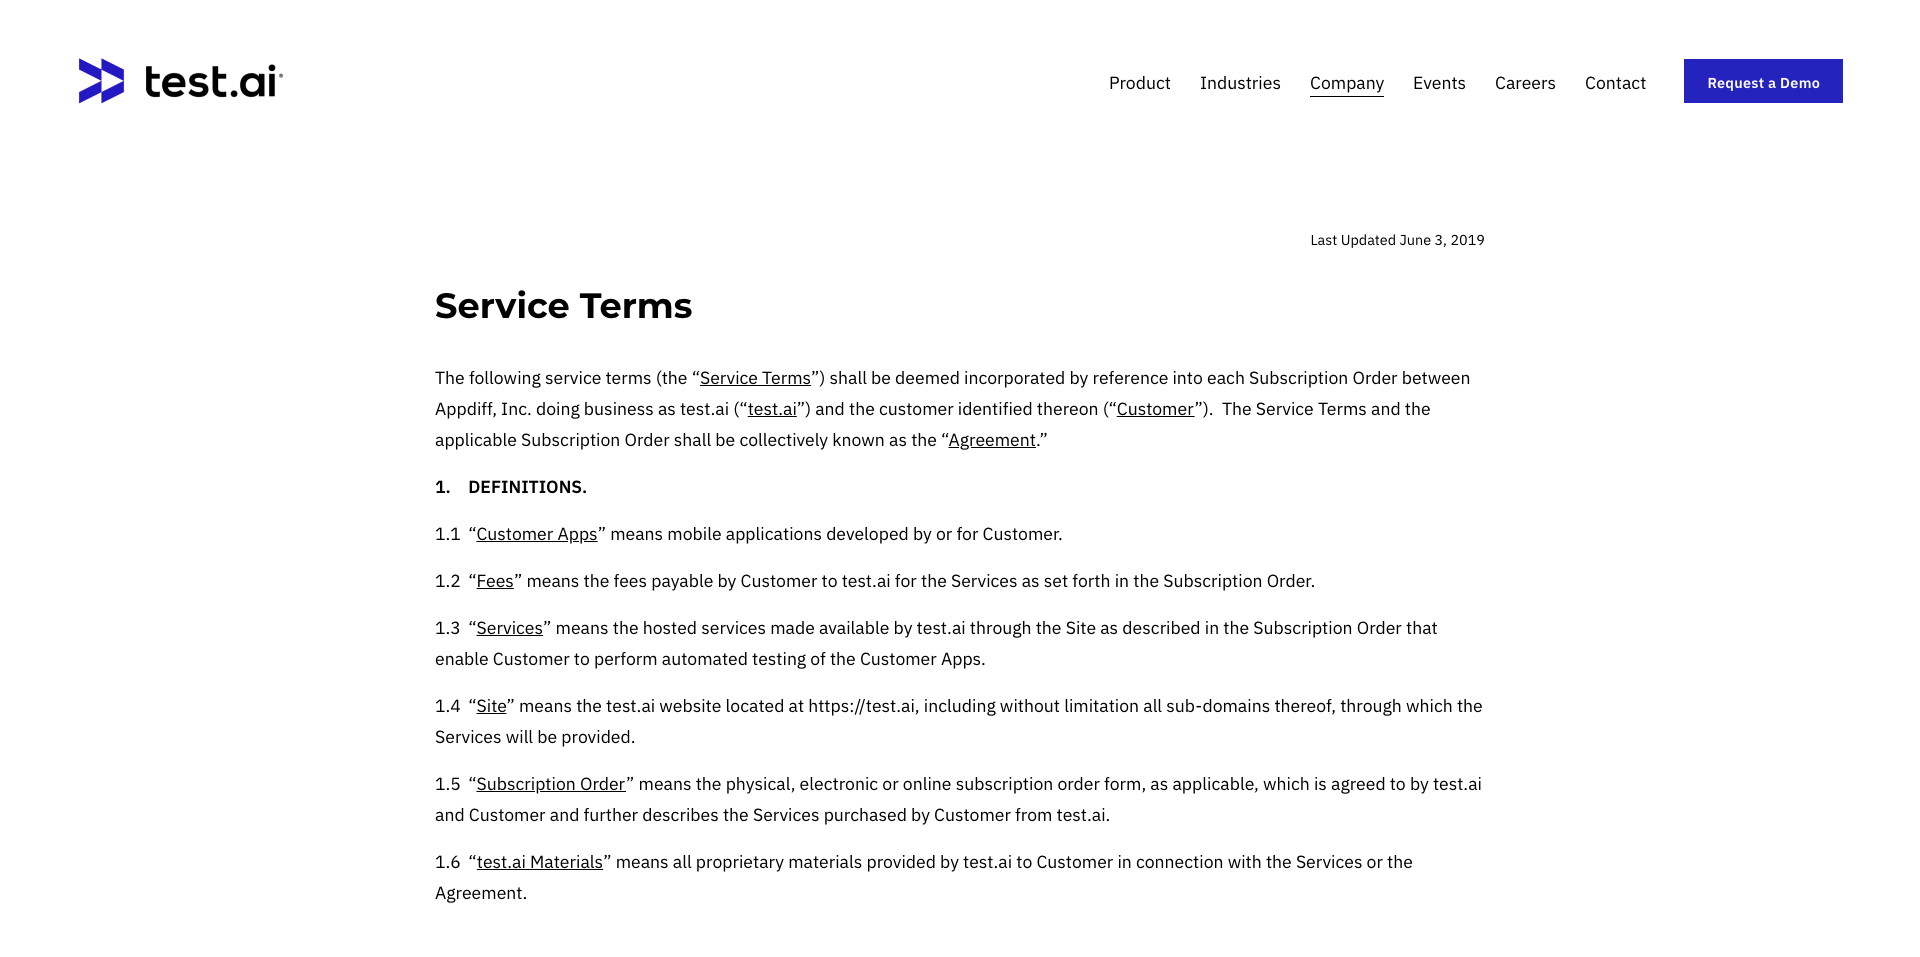 test.ai
Product Industries Company Events Careers Contact Request a Demo
Last Updated June 3, 2019
Service Terms
The following service terms (the “Service Terms”) shall be deemed incorporated by reference into each Subscription Order between
Appdiff, Inc. doing business as test.ai (“test.ai”) and the customer identified thereon (“Customer”).  The Service Terms and the
applicable Subscription Order shall be collectively known as the “Agreement.”
1. DEFINITIONS.
1.1 “Customer Apps” means mobile applications developed by or for Customer.
1.2 “Fees” means the fees payable by Customer to test.ai for the Services as set forth in the Subscription Order.
1.3 “Services” means the hosted services made available by test.ai through the Site as described in the Subscription Order that
enable Customer to perform automated testing of the Customer Apps.
1.4 “Site” means the test.ai website located at https://test.ai, including without limitation all sub-domains thereof, through which the
Services will be provided.
1.5 “Subscription Order” means the physical, electronic or online subscription order form, as applicable, which is agreed to by test.ai
and Customer and further describes the Services purchased by Customer from test.ai.
1.6 “test.ai Materials” means all proprietary materials provided by test.ai to Customer in connection with the Services or the
Agreement.